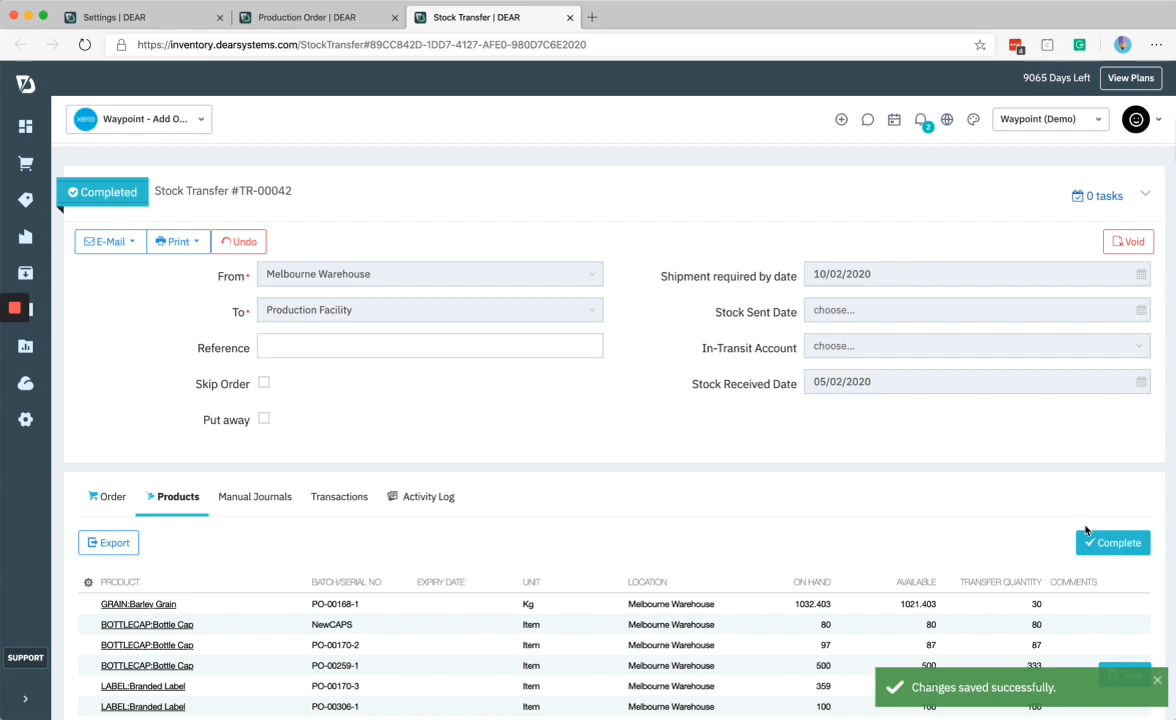 Settings | DEAR
Production Order | DEAR
Stock Transfer | DEAR
https://inventory.dearsystems.com/StockTransfer#89CC842D-1DD7-4127-AFE0-980D7C6E2020
4
9065 Days Left View Plans
xero Waypoint - Add O... 2 Waypoint (Demo)
Completed Stock Transfer #TR-00042 0 tasks
E-Mail Print Undo Void
From* Melbourne Warehouse Shipment required by date 10/02/2020
To* Production Facility Stock Sent Date choose...
Reference In-Transit Account choose...
Skip Order Stock Received Date 05/02/2020
Put away
Order Products Manual Journals Transactions Activity Log
Export Complete
PRODUCT BATCH/SERIAL NO EXPIRY DATE UNIT LOCATION ON HAND AVAILABLE TRANSFER QUANTITY COMMENTS
GRAIN:Barley Grain PO-00168-1 Kg Melbourne Warehouse 1032.403 1021.403 30
BOTTLECAP:Bottle Cap NewCAPS Item Melbourne Warehouse 80 80 80
BOTTLECAP:Bottle Cap PO-00170-2 Item Melbourne Warehouse 97 87 87
BOTTLECAP:Bottle Cap PO-00259-1 Item Melbourne Warehouse 500 500 333
LABEL:Branded Label PO-00170-3 Item Melbourne Warehouse 359
LABEL:Branded Label PO-00306-1 Item Melbourne Warehouse 100 100 100
Changes saved successfully.
SUPPORT